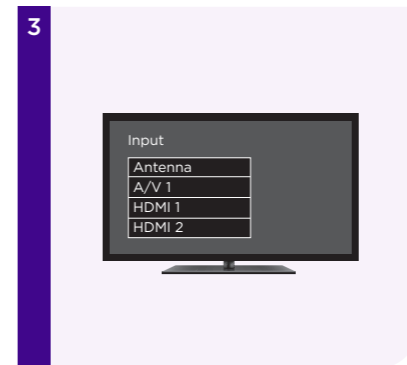 3
Input
Antenna
A/V 1
HDMI 1
HDMI 2